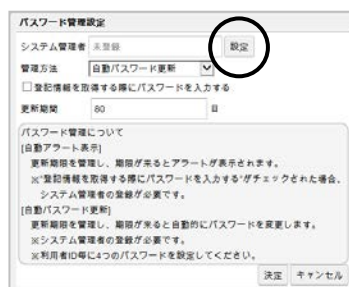 パスワード管理設定
システム管理者 未登録 設定
管理方法 自動パスワード更新
登記情報を取得する際にパスワードを入力する
更新期間 80 日
パスワード管理について
[自動アラート表示]
更新期限を管理し、期限が来るとアラートが表示されます。
※"登記情報を取得する際にパスワードを入力する"がチェックされた場合、
システム管理者の登録が必要です。
[自動パスワード更新]
更新期限を管理し、期限が来ると自動的にパスワードを変更します。
※システム管理者の登録が必要です。
※利用者ID毎に4つのパスワードを設定してください。
決定 キャンセル